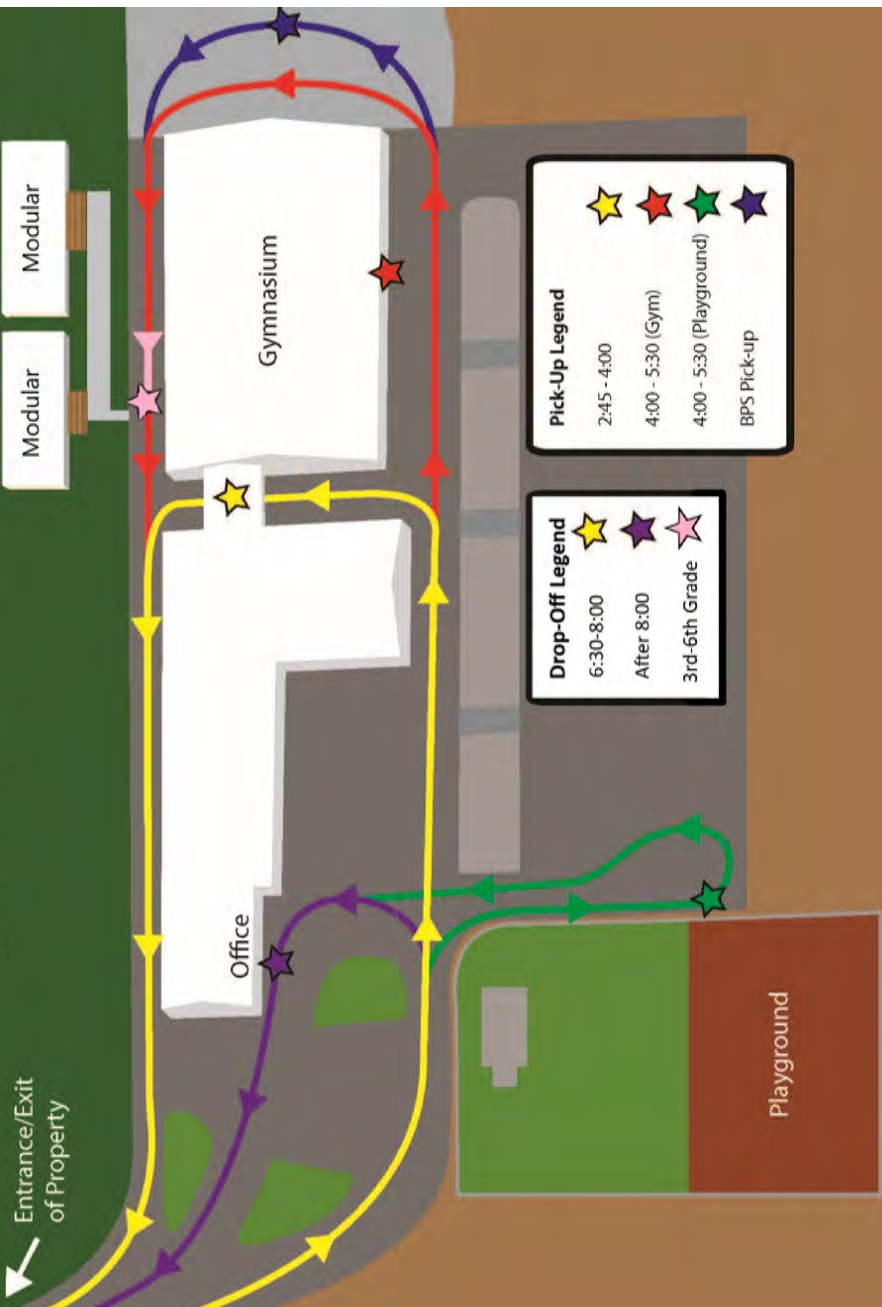 Entrance/Exit
of Property
Modular
Modular
Gymnasium
Office
Playground
Drop-Off Legend
6:30-8:00
After 8:00
3rd-6th Grade
Pick-Up Legend
2:45 - 4:00
4:00 - 5:30 (Gym)
4:00 - 5:30 (Playground)
BPS Pick-up